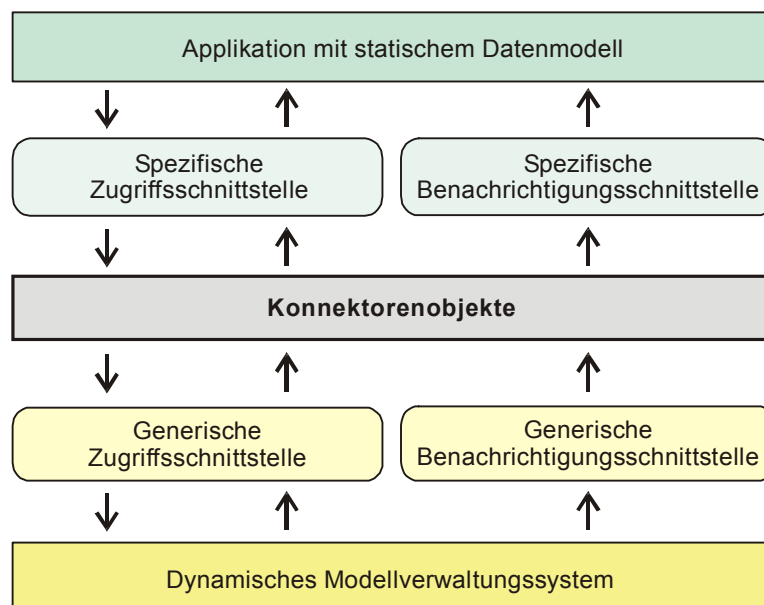 Applikation mit statischem Datenmodell
Spezifische
Zugriffsschnittstelle
Spezifische
Benachrichtigungsschnittstelle
Konnektorenobjekte
Generische
Zugriffsschnittstelle
Generische
Benachrichtigungsschnittstelle
Dynamisches Modellverwaltungssystem